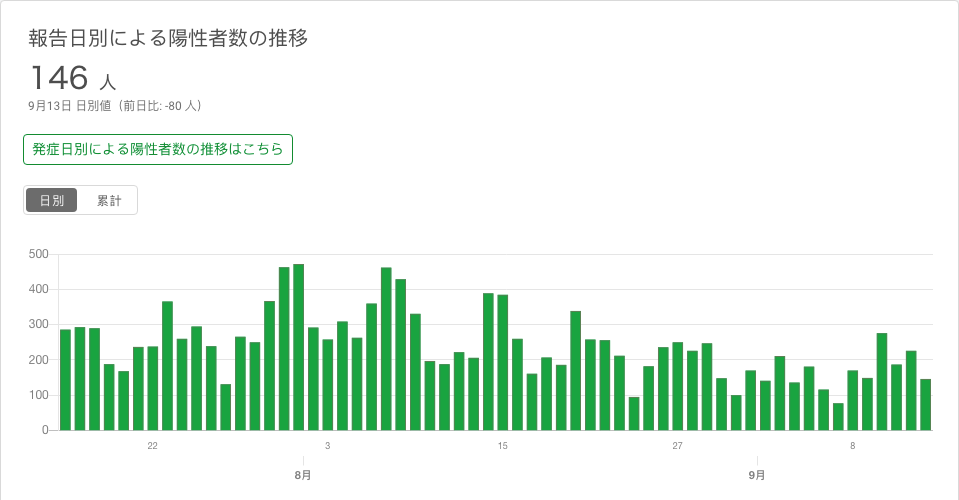 報告日別による陽性者数の推移
146 人
9月13日 日別値（前日比: -80 人）
発症日別による陽性者数の推移はこちら
日別 累計
500
400
300
200
100
0
22 3 15 27 8
8月 9月